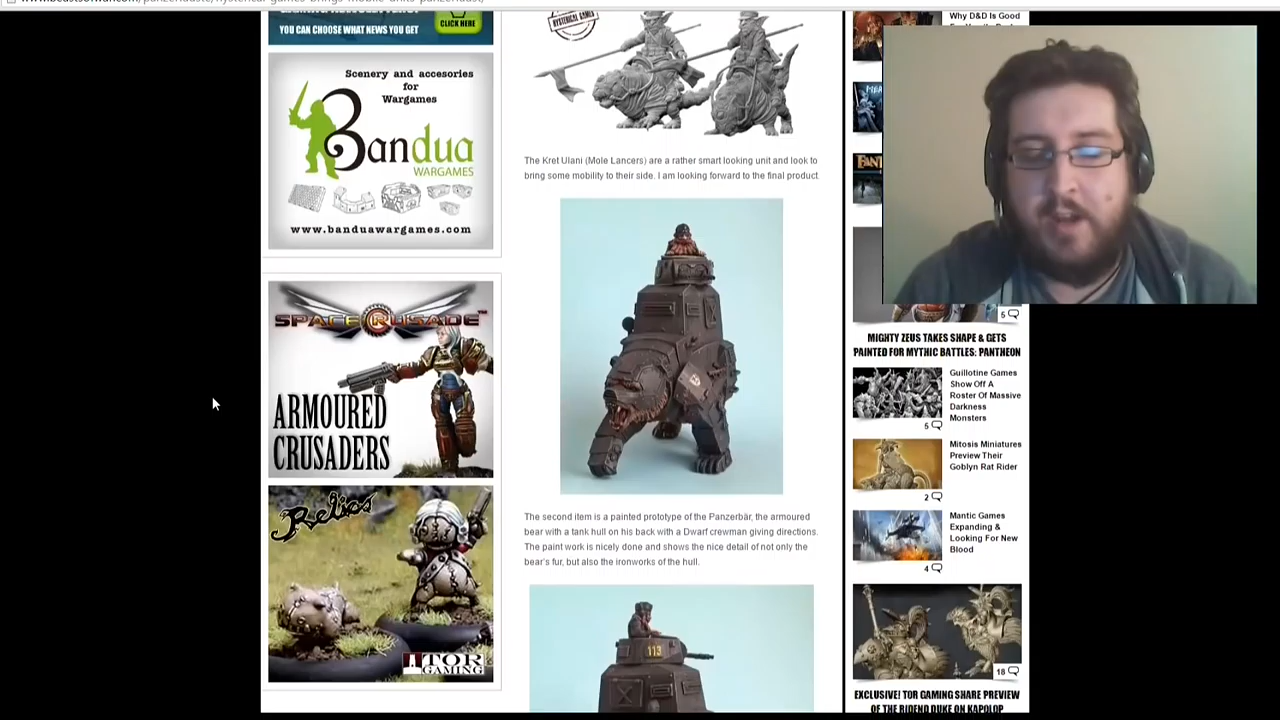 YOU CAN CHOOSE WHAT NEWS YOU GET
CLICK HERE
Scenery and accesories
for
Wargames
Bandua
WARGAMES
www.banduawargames.com
SPACE CRUSADE™
ARMOURED
CRUSADERS
Relics
TOR
GAMING
HYSTERICAL GAMES
The Kret Ulani (Mole Lancers) are a rather smart looking unit and look to
bring some mobility to their side. I am looking forward to the final product
The second item is a painted prototype of the Panzerbär, the armoured
bear with a tank hull on his back with a Dwarf crewman giving directions.
The paint work is nicely done and shows the nice detail of not only the
bear's fur, but also the ironworks of the hull.
113
Why D&D Is Good
5
MIGHTY ZEUS TAKES SHAPE & GETS
PAINTED FOR MYTHIC BATTLES: PANTHEON
Guillotine Games
Show Off A
Roster Of Massive
Darkness
Monsters
5
Mitosis Miniatures
Preview Their
Goblyn Rat Rider
2
Mantic Games
Expanding &
Looking For New
Blood
4
18
EXCLUSIVE! TOR GAMING SHARE PREVIEW
OF THE RIDEND DUKE ON KAPOLOP